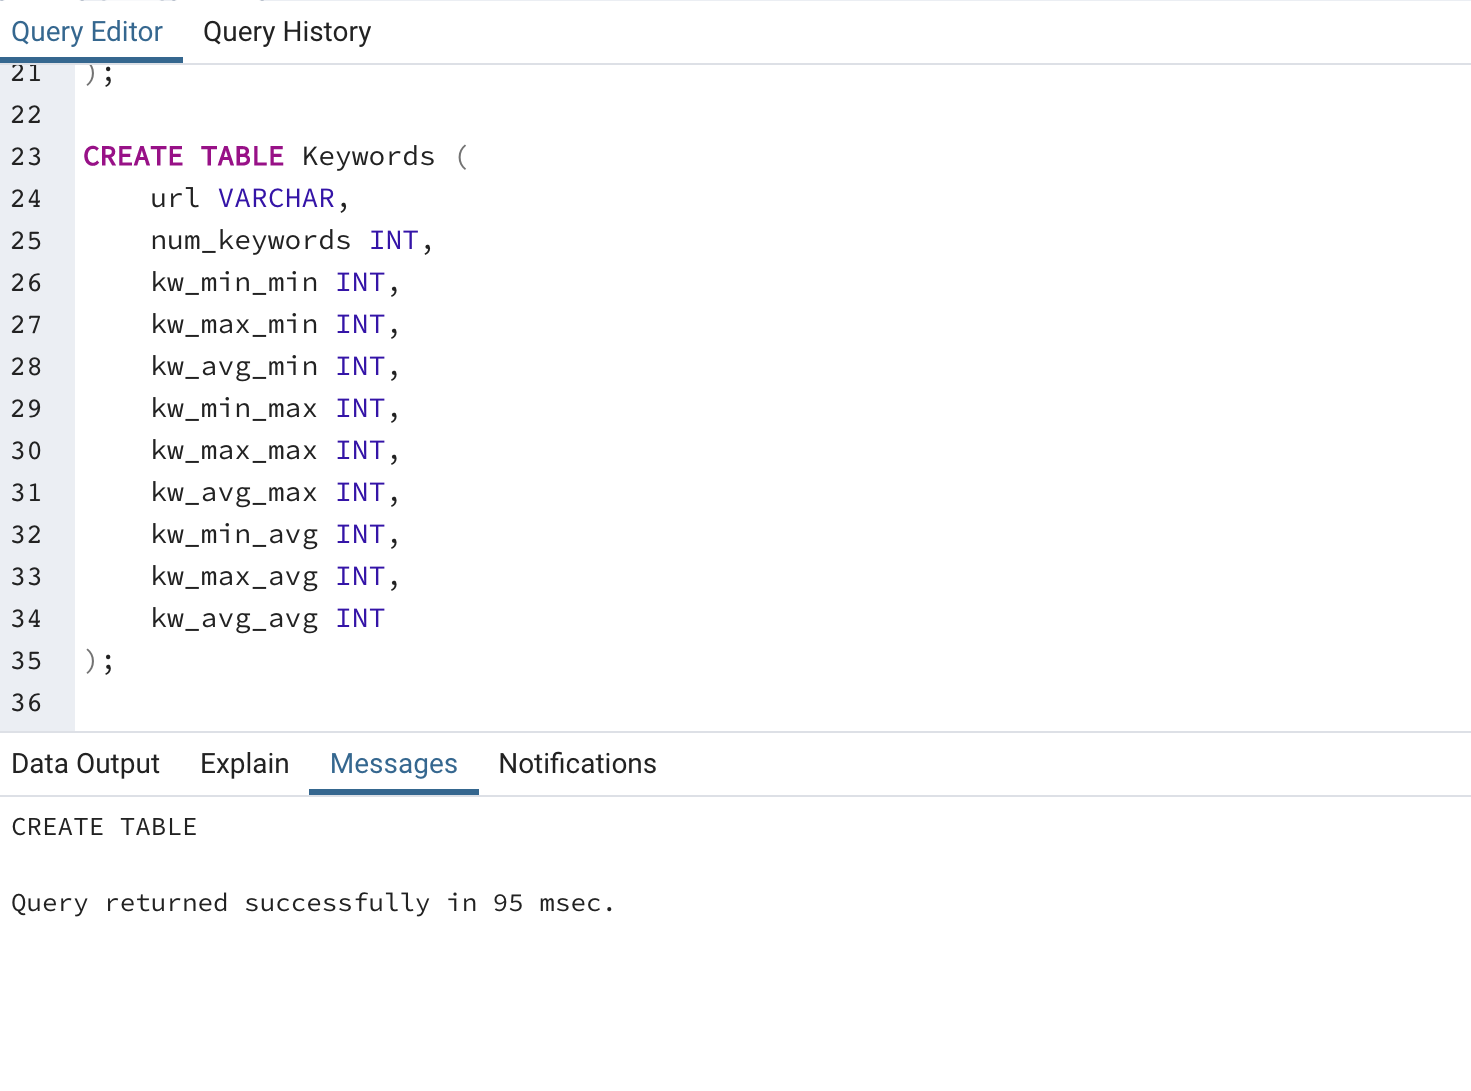 Query Editor Query History
21 );
22
23 CREATE TABLE Keywords (
24 url VARCHAR,
25 num_keywords INT,
26 kw_min_min INT,
27 kw_max_min INT,
28 kw_avg_min INT,
29 kw_min_max INT,
30 kw_max_max INT,
31 kw_avg_max INT,
32 kw_min_avg INT,
33 kw_max_avg INT,
34 kw_avg_avg INT
35 );
36
Data Output Explain Messages Notifications
CREATE TABLE
Query returned successfully in 95 msec.